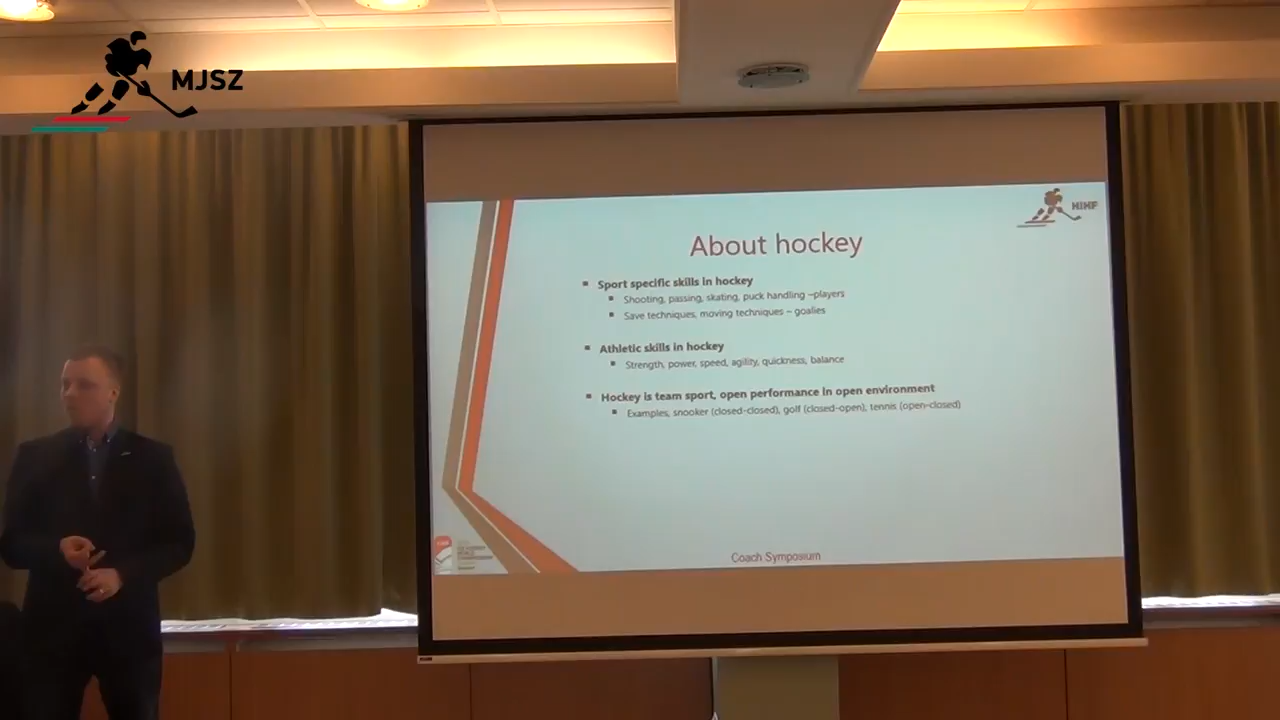 MJSZ
HIHF
About hockey
Sport specific skills in hockey
Shooting, passing, skating, puck handling –players
Save techniques, moving techniques – goalies
Athletic skills in hockey
Strength, power, speed, agility, quickness, balance
Hockey is team sport, open performance in open environment
Examples, snooker (closed-closed), golf (closed-open), tennis (open-closed)
Coach Symposium